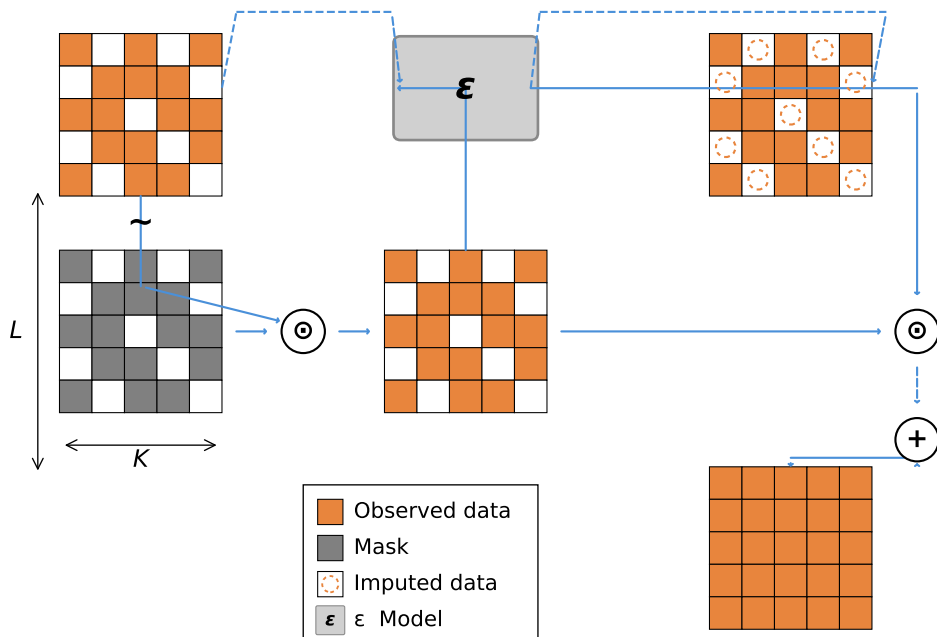 ε
~
L
K
+
Observed data
Mask
Imputed data
ε ε Model